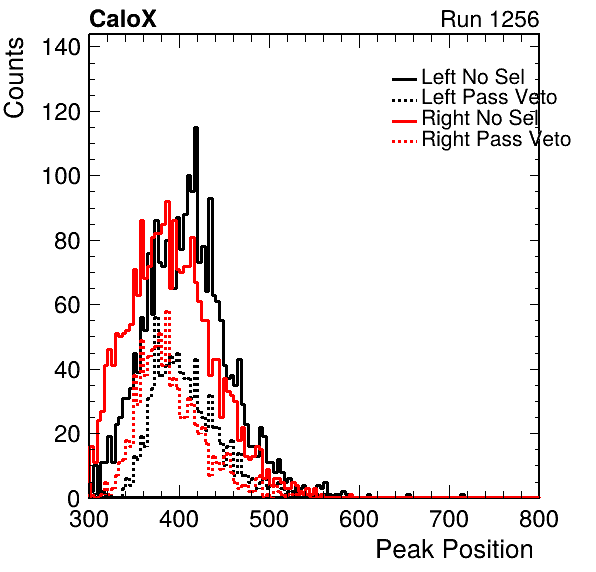 CaloX Run 1256
Counts
140
120
100
80
60
40
20
0
Left No Sel
Left Pass Veto
Right No Sel
Right Pass Veto
300 400 500 600 700 800
Peak Position